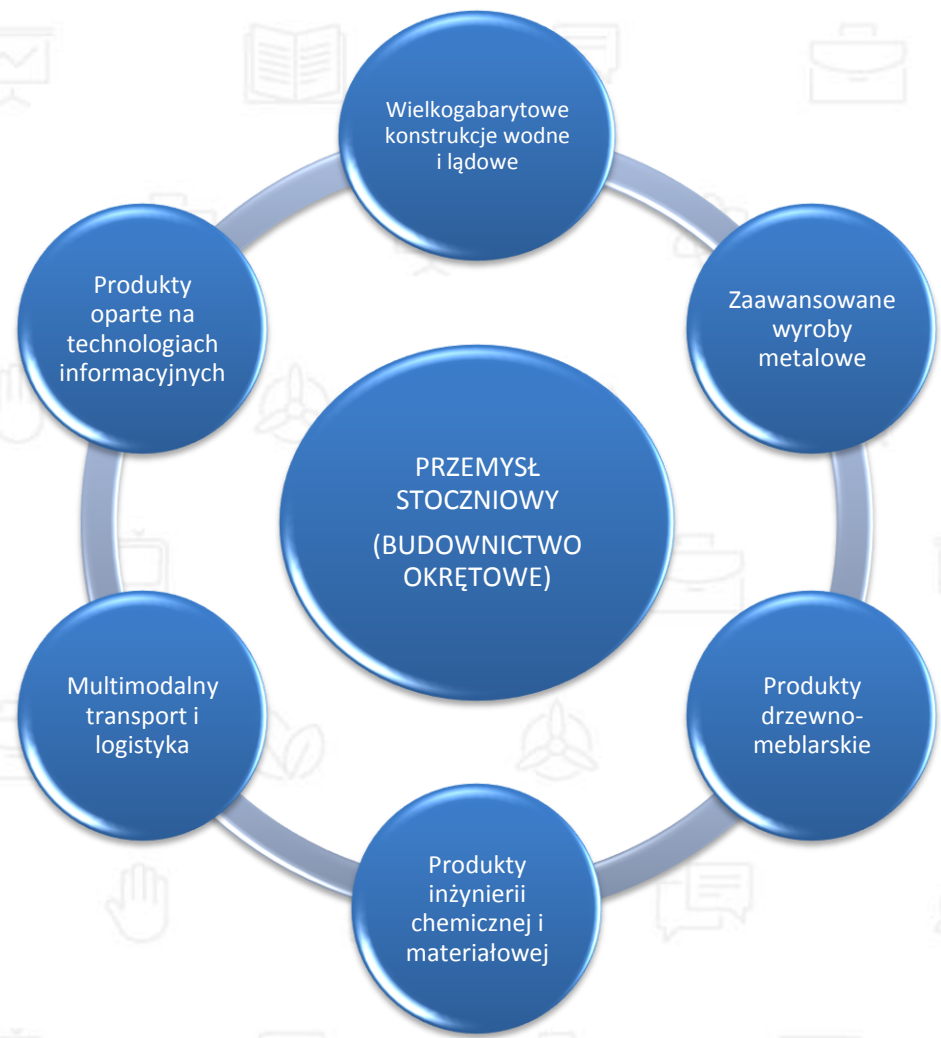 Wielkogabarytowe
konstrukcje wodne
i lądowe
Zaawansowane
wyroby
metalowe
Produkty
drzewno-
meblarskie
Produkty
inżynierii
chemicznej i
materiałowej
Multimodalny
transport i
logistyka
Produkty
oparte na
technologiach
informacyjnych
PRZEMYSŁ
STOCZNIOWY
(BUDOWNICTWO
OKRĘTOWE)